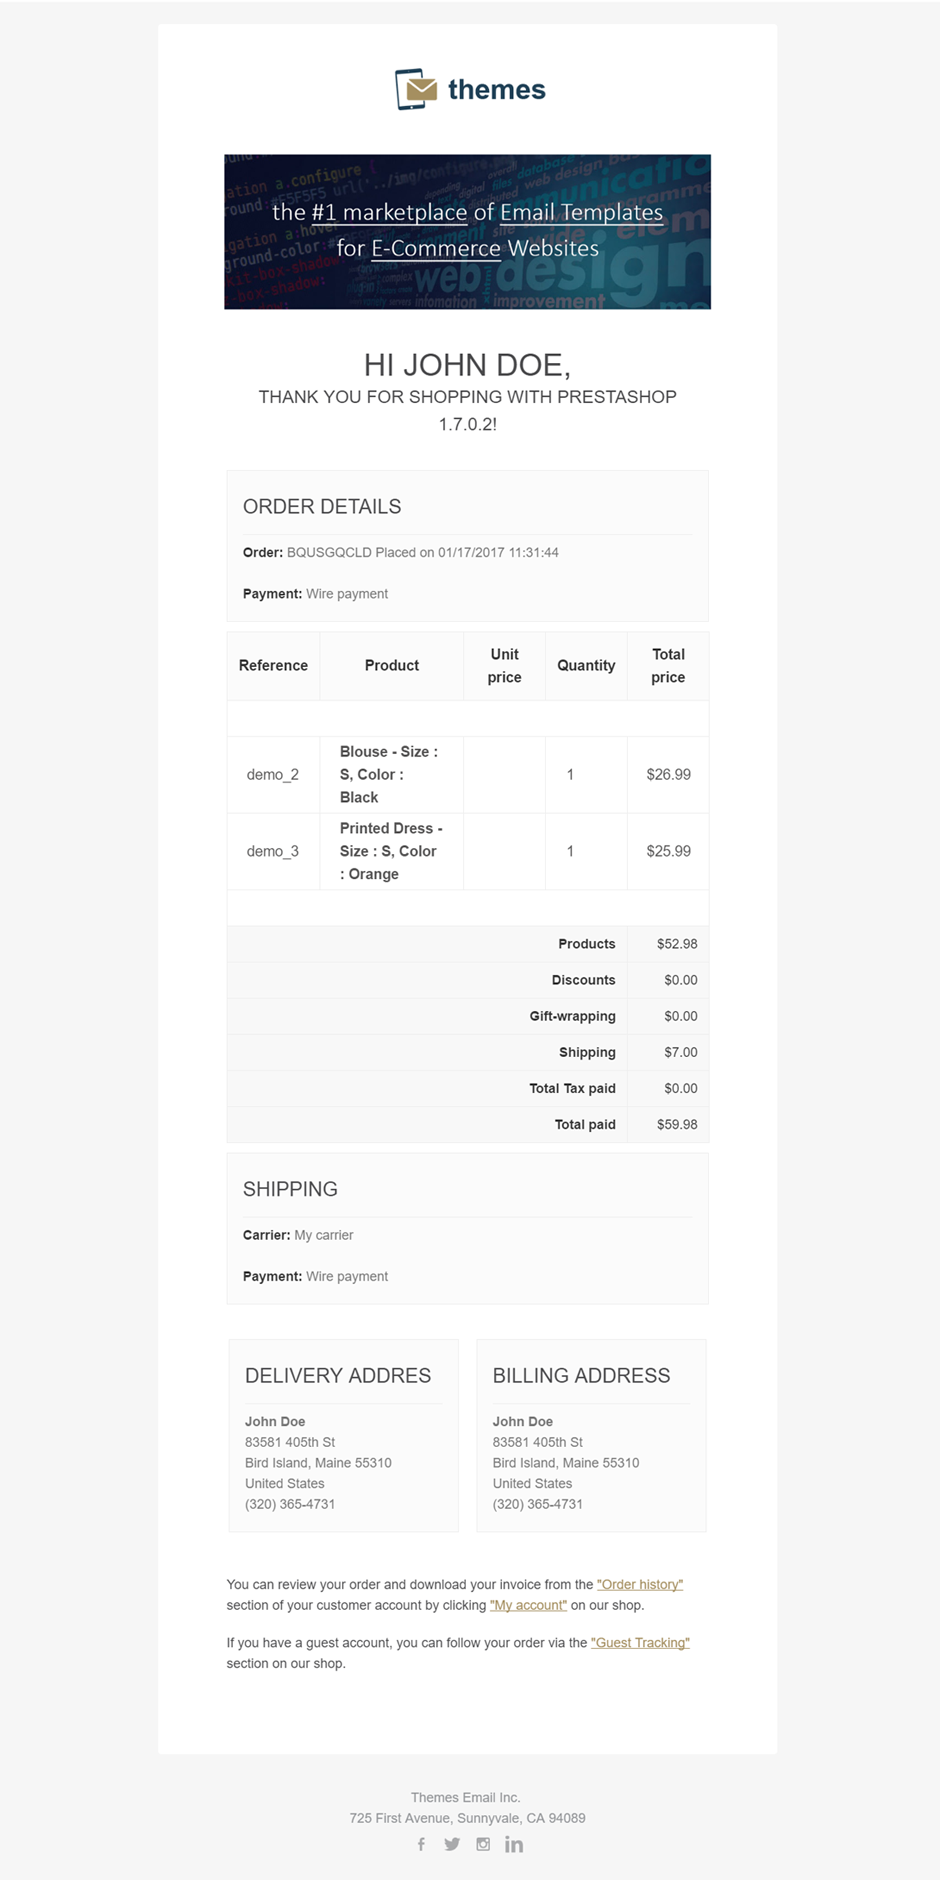 themes
the #1 marketplace of Email Templates
for E-Commerce Websites
HI JOHN DOE,
THANK YOU FOR SHOPPING WITH PRESTASHOP
1.7.0.2!
ORDER DETAILS
Order: BQUSGQCLD Placed on 01/17/2017 11:31:44
Payment: Wire payment
Reference Product Unit price Quantity Total price
demo_2 Blouse - Size : S, Color : Black 1 $26.99
demo_3 Printed Dress - Size : S, Color : Orange 1 $25.99
Products $52.98
Discounts $0.00
Gift-wrapping $0.00
Shipping $7.00
Total Tax paid $0.00
Total paid $59.98
SHIPPING
Carrier: My carrier
Payment: Wire payment
DELIVERY ADDRES
John Doe
83581 405th St
Bird Island, Maine 55310
United States
(320) 365-4731
BILLING ADDRESS
John Doe
83581 405th St
Bird Island, Maine 55310
United States
(320) 365-4731
You can review your order and download your invoice from the "Order history"
section of your customer account by clicking "My account" on our shop.
If you have a guest account, you can follow your order via the "Guest Tracking"
section on our shop.
Themes Email Inc.
725 First Avenue, Sunnyvale, CA 94089